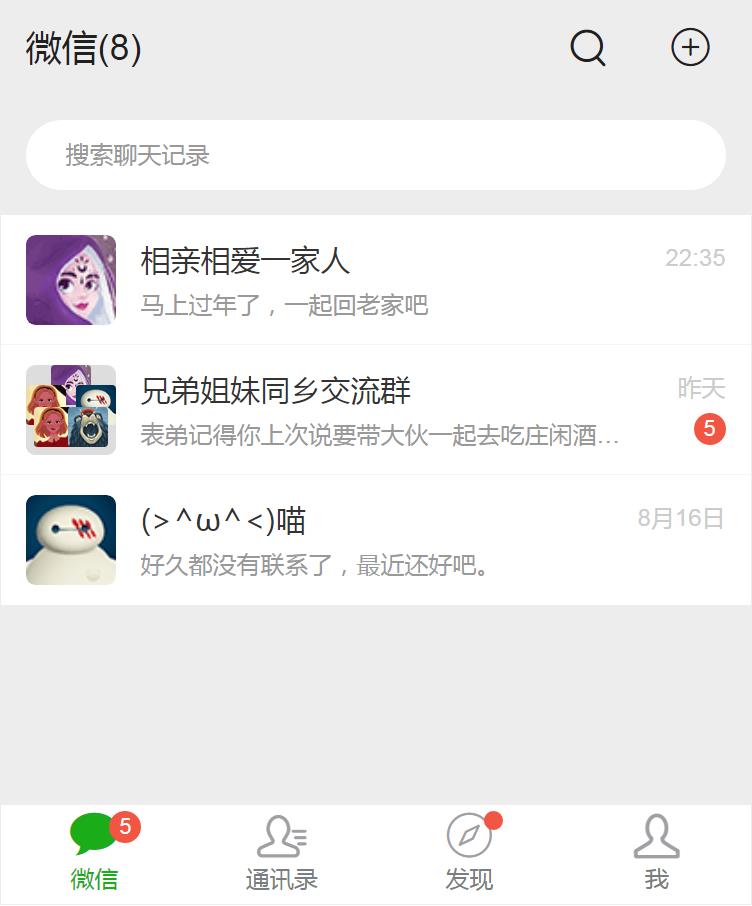 微信(8)
搜索聊天记录
相亲相爱一家人
22:35
马上过年了，一起回老家吧
兄弟姐妹同乡交流群
昨天
表弟记得你上次说要带大伙一起去吃庄闲酒...
5
(>^ω^<)喵
8月16日
好久都没有联系了，最近还好吧。
5
微信
通讯录
发现
我